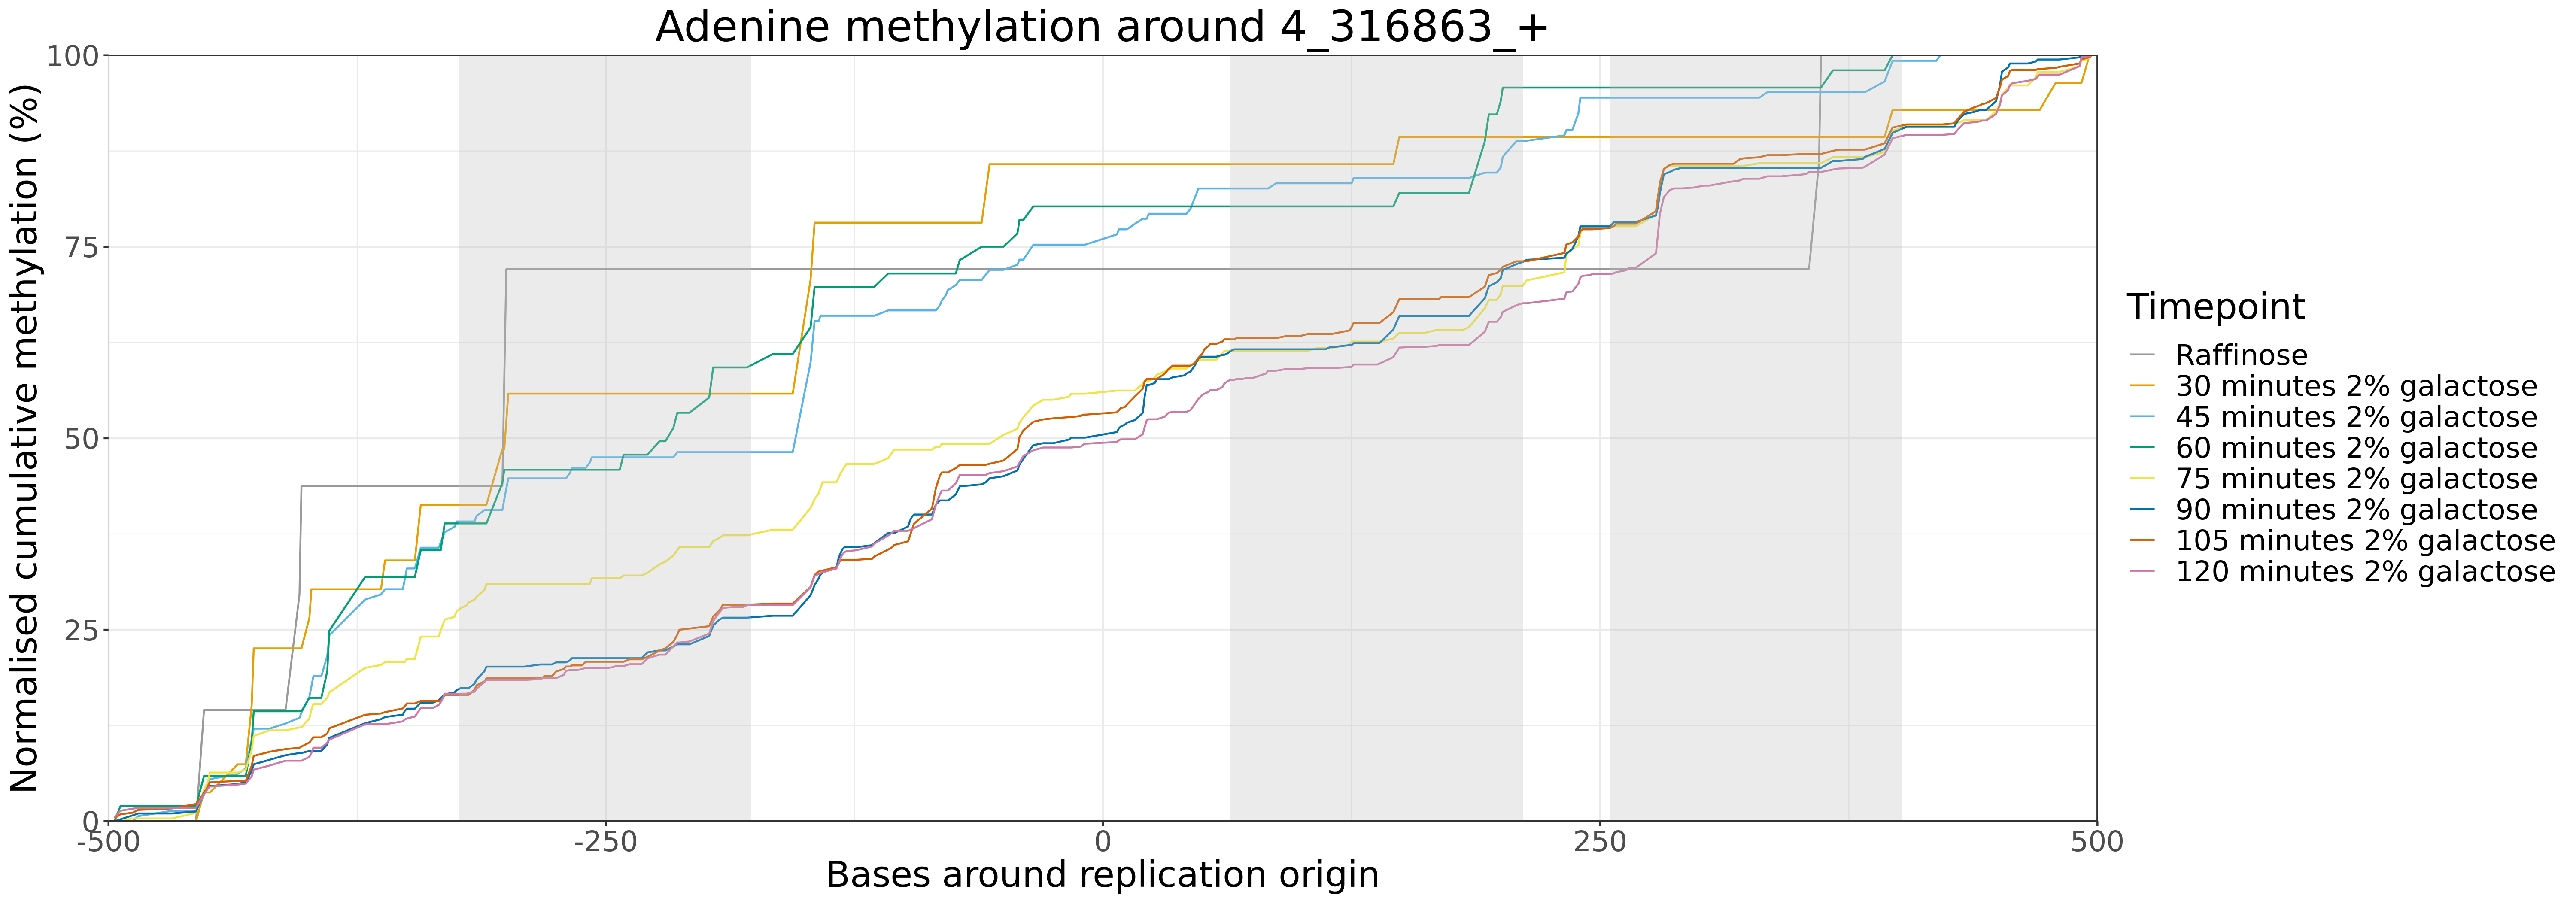 Adenine methylation around 4_316863_+
Normalised cumulative methylation (%)
100
75
50
25
0
-500
-250
0
250
500
Bases around replication origin
Timepoint
Raffinose
30 minutes 2% galactose
45 minutes 2% galactose
60 minutes 2% galactose
75 minutes 2% galactose
90 minutes 2% galactose
105 minutes 2% galactose
120 minutes 2% galactose